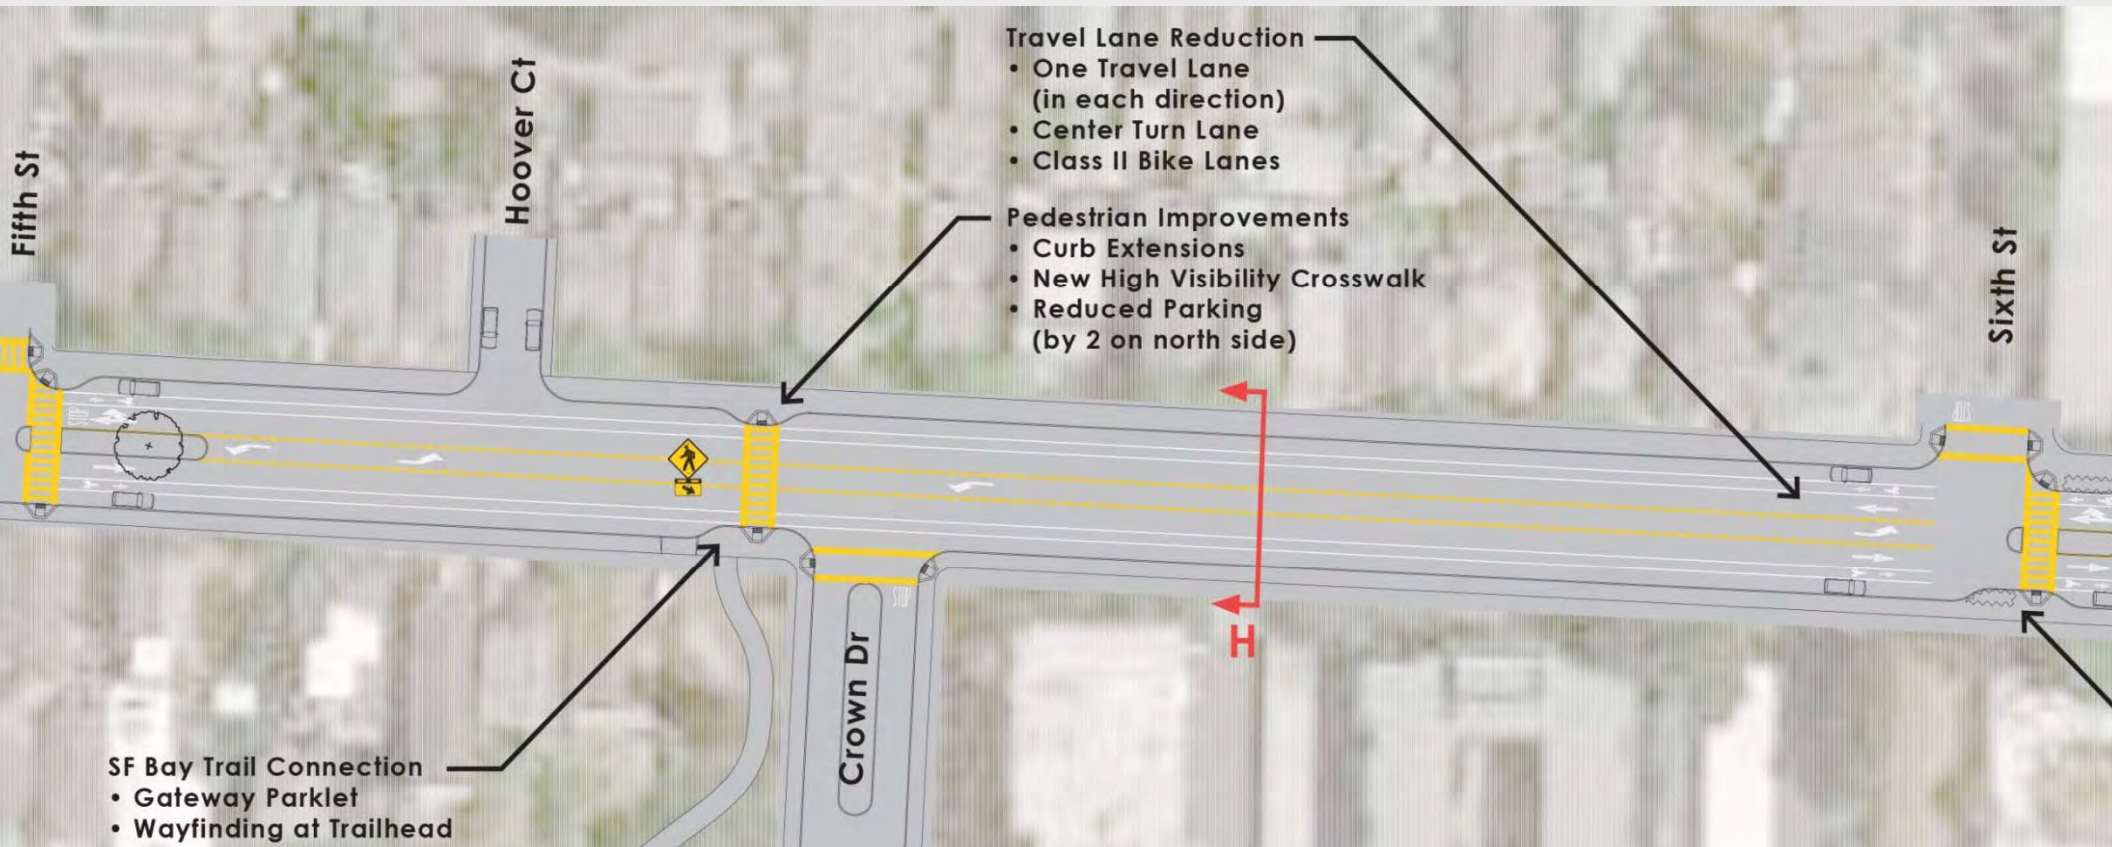 Travel Lane Reduction
• One Travel Lane
(in each direction)
• Center Turn Lane
• Class II Bike Lanes
Hoover Ct
Fifth St
Pedestrian Improvements
• Curb Extensions
• New High Visibility Crosswalk
• Reduced Parking
(by 2 on north side)
Sixth St
H
Crown Dr
SF Bay Trail Connection
• Gateway Parklet
• Wayfinding at Trailhead